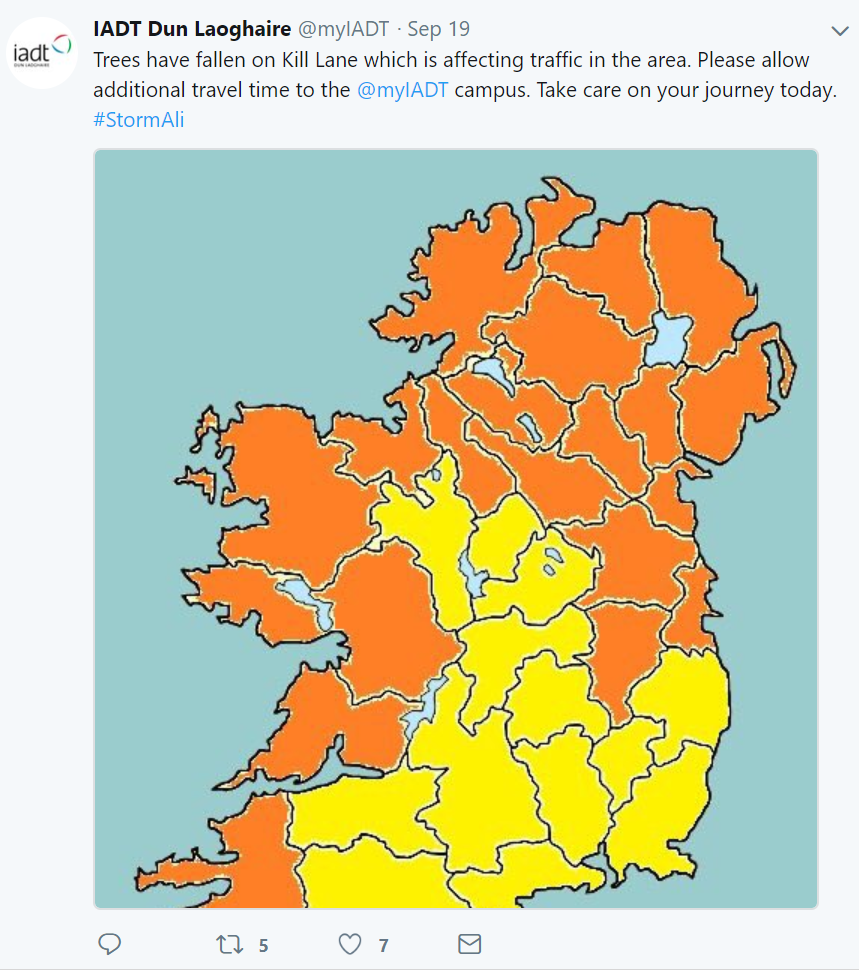 IADT Dun Laoghaire @myIADT · Sep 19
iadt
DUN LAOGHAIRE
Trees have fallen on Kill Lane which is affecting traffic in the area. Please allow
additional travel time to the @myIADT campus. Take care on your journey today.
#StormAli
5 7